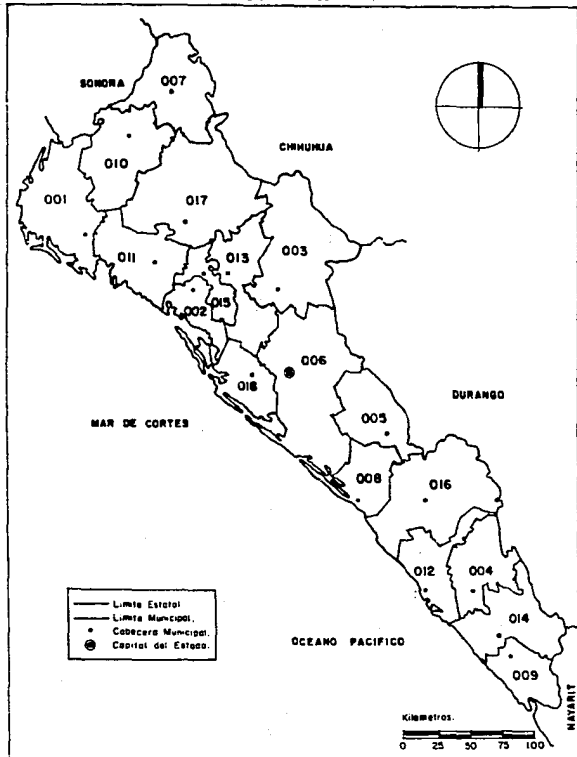 007
SONORA
010
CHIHUHUA
001
017
011
013
003
002
015
018
006
MAR DE CORTES
DURANGO
005
008
016
012
004
014
009
OCEANO PACIFICO
NAYARIT
Limite Estatal
Limite Municipal.
Cabecera Municipal.
Capital del Estado.
Kilometros.
0 25 50 75 100